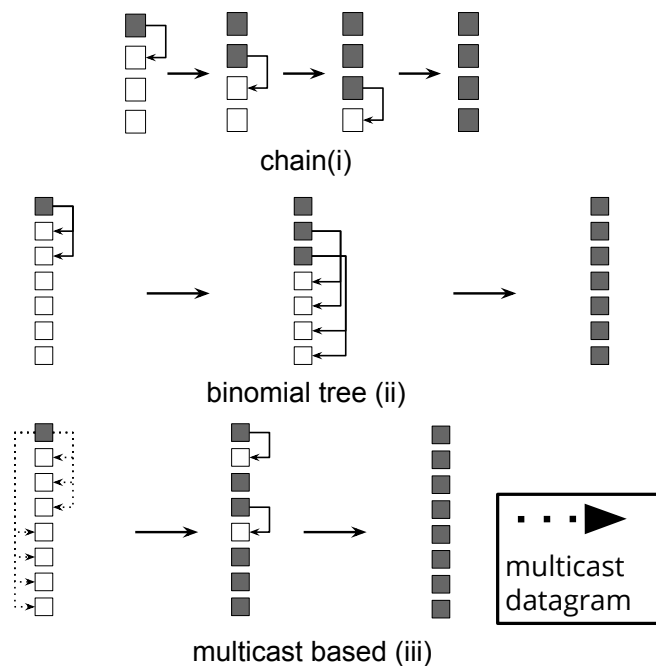 chain(i)
binomial tree (ii)
multicast
datagram
multicast based (iii)